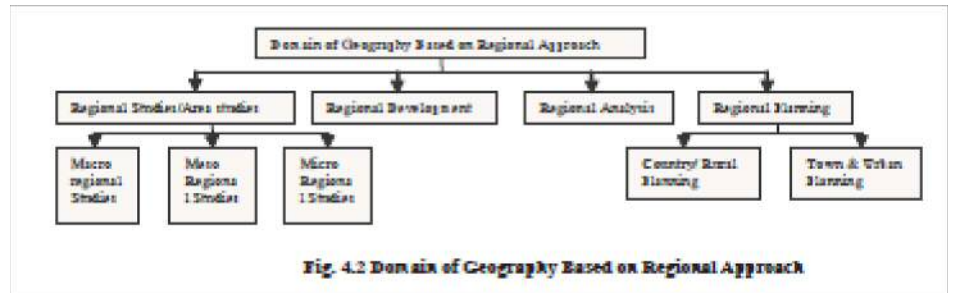 Domain of Geography Based on Regional Approach
Regional Studies/Area studies
Regional Development
Regional Analysis
Regional Planning
Macro
regional
Studies
Meso
Regiona
l Studies
Micro
Regiona
l Studies
Country/ Rural
Planning
Town & Urban
Planning
Fig. 4.2 Domain of Geography Based on Regional Approach